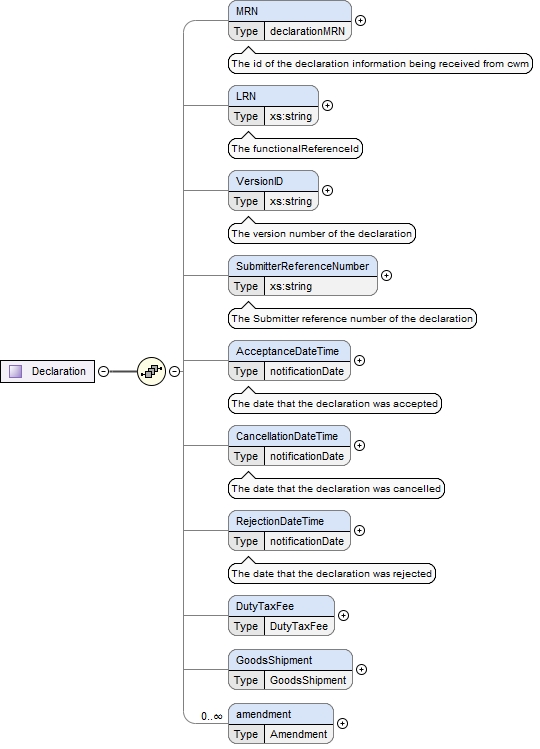 MRN
Type declarationMRN
The id of the declaration information being received from cwm
LRN
Type xs:string
The functionalReferenceId
VersionID
Type xs:string
The version number of the declaration
SubmitterReferenceNumber
Type xs:string
The Submitter reference number of the declaration
AcceptanceDateTime
Declaration
Type notificationDate
The date that the declaration was accepted
CancellationDateTime
Type notificationDate
The date that the declaration was cancelled
RejectionDateTime
Type notificationDate
The date that the declaration was rejected
DutyTaxFee
Type DutyTaxFee
GoodsShipment
Type GoodsShipment
0..∞ amendment
Type Amendment